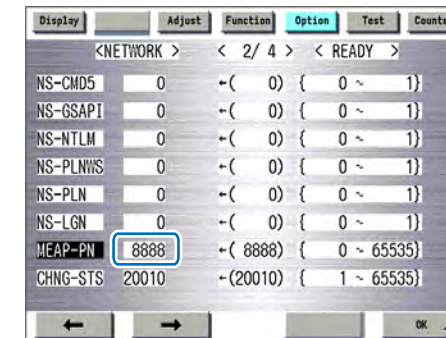 Display Adjust Function Option Test Counte
<NETWORK > < 2/ 4 > < READY >
NS-CMD5 0 ←( 0) { 0 ~ 1}
NS-GSAPI 0 ←( 0) { 0 ~ 1}
NS-NTLM 0 ←( 0) { 0 ~ 1}
NS-PLNWS 0 ←( 0) { 0 ~ 1}
NS-PLN 0 ←( 0) { 0 ~ 1}
NS-LGN 0 ←( 0) { 0 ~ 1}
MEAP-PN 8888 ←( 8888) { 0 ~ 65535}
CHNG-STS 20010 ←(20010) { 1 ~ 65535}
← → OK